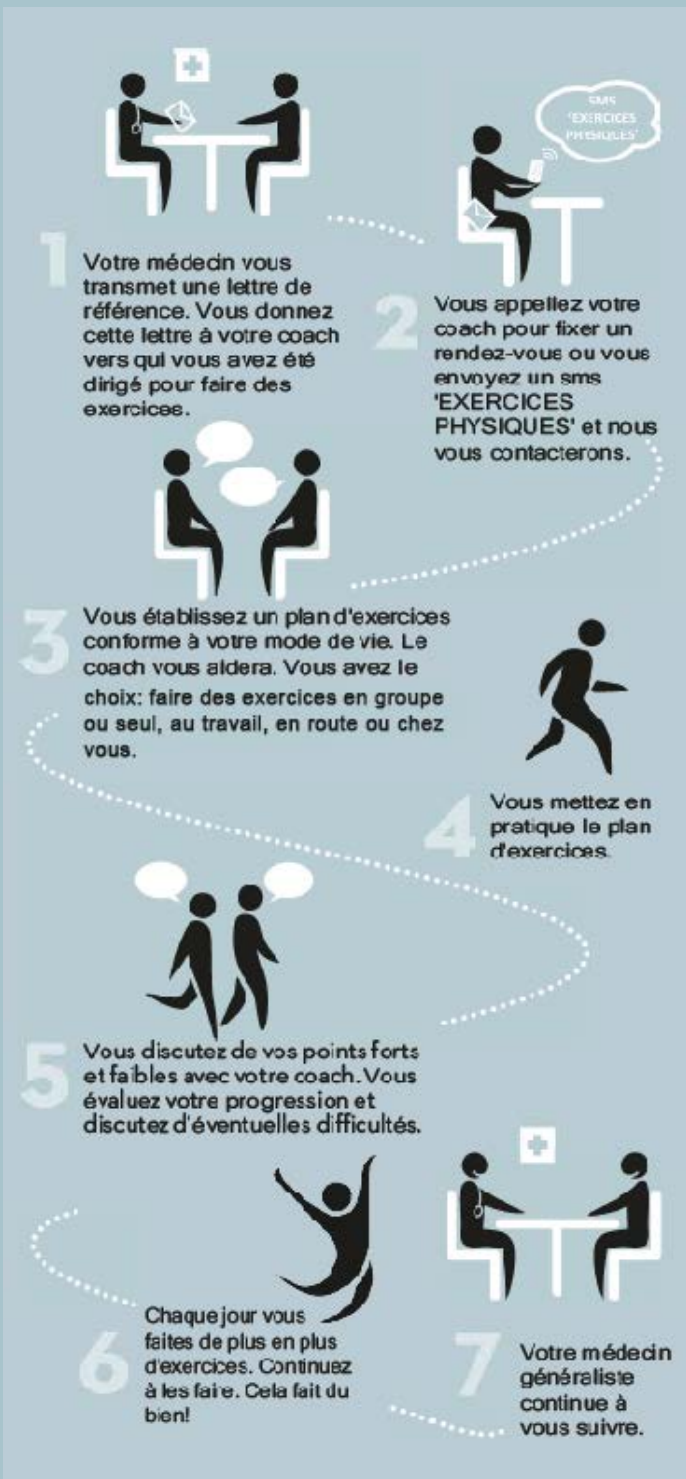 SMS
'EXERCICES
PHYSIQUES'
1
Votre médecin vous
transmet une lettre de
référence. Vous donnez
cette lettre à votre coach
vers qui vous avez été
dirigé pour faire des
exercices.
2
Vous appellez votre
coach pour fixer un
rendez-vous ou vous
envoyez un sms
'EXERCICES
PHYSIQUES' et nous
vous contacterons.
3
Vous établissez un plan d'exercices
conforme à votre mode de vie. Le
coach vous aidera. Vous avez le
choix: faire des exercices en groupe
ou seul, au travail, en route ou chez
vous.
4
Vous mettez en
pratique le plan
d'exercices.
5
Vous discutez de vos points forts
et faibles avec votre coach. Vous
évaluez votre progression et
discutez d'éventuelles difficultés.
6
Chaque jour vous
faites de plus en plus
d'exercices. Continuez
à les faire. Cela fait du
bien!
7
Votre médecin
généraliste
continue à
vous suivre.